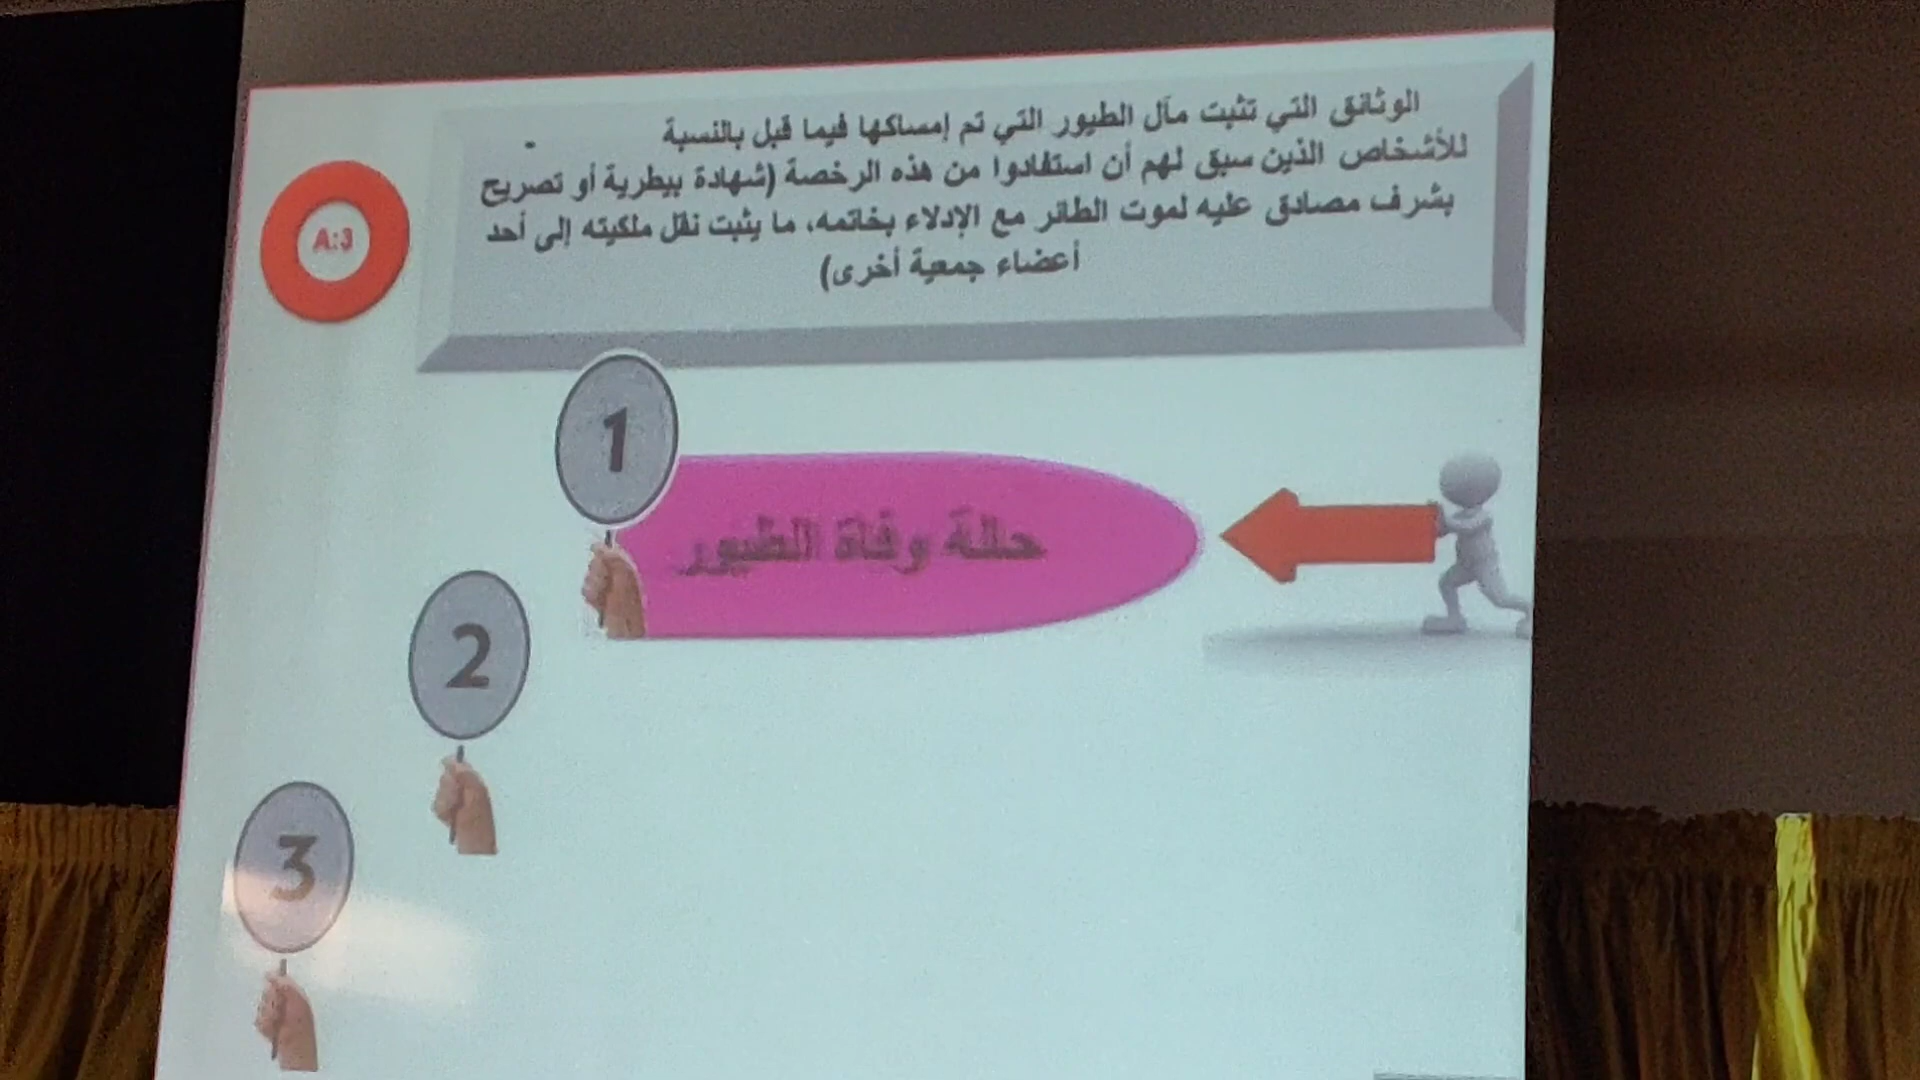 الوثائق التي تثبت مآل الطيور التي تم إمساكها فيما قبل بالنسبة
للأشخاص الذين سبق لهم أن استفادوا من هذه الرخصة (شهادة بيطرية أو تصريح
بشرف مصادق عليه لموت الطائر مع الإدلاء بخاتمه، ما يثبت نقل ملكيته إلى أحد
أعضاء جمعية أخرى)
A:3
1
حالة وفاة الطيور
2
3